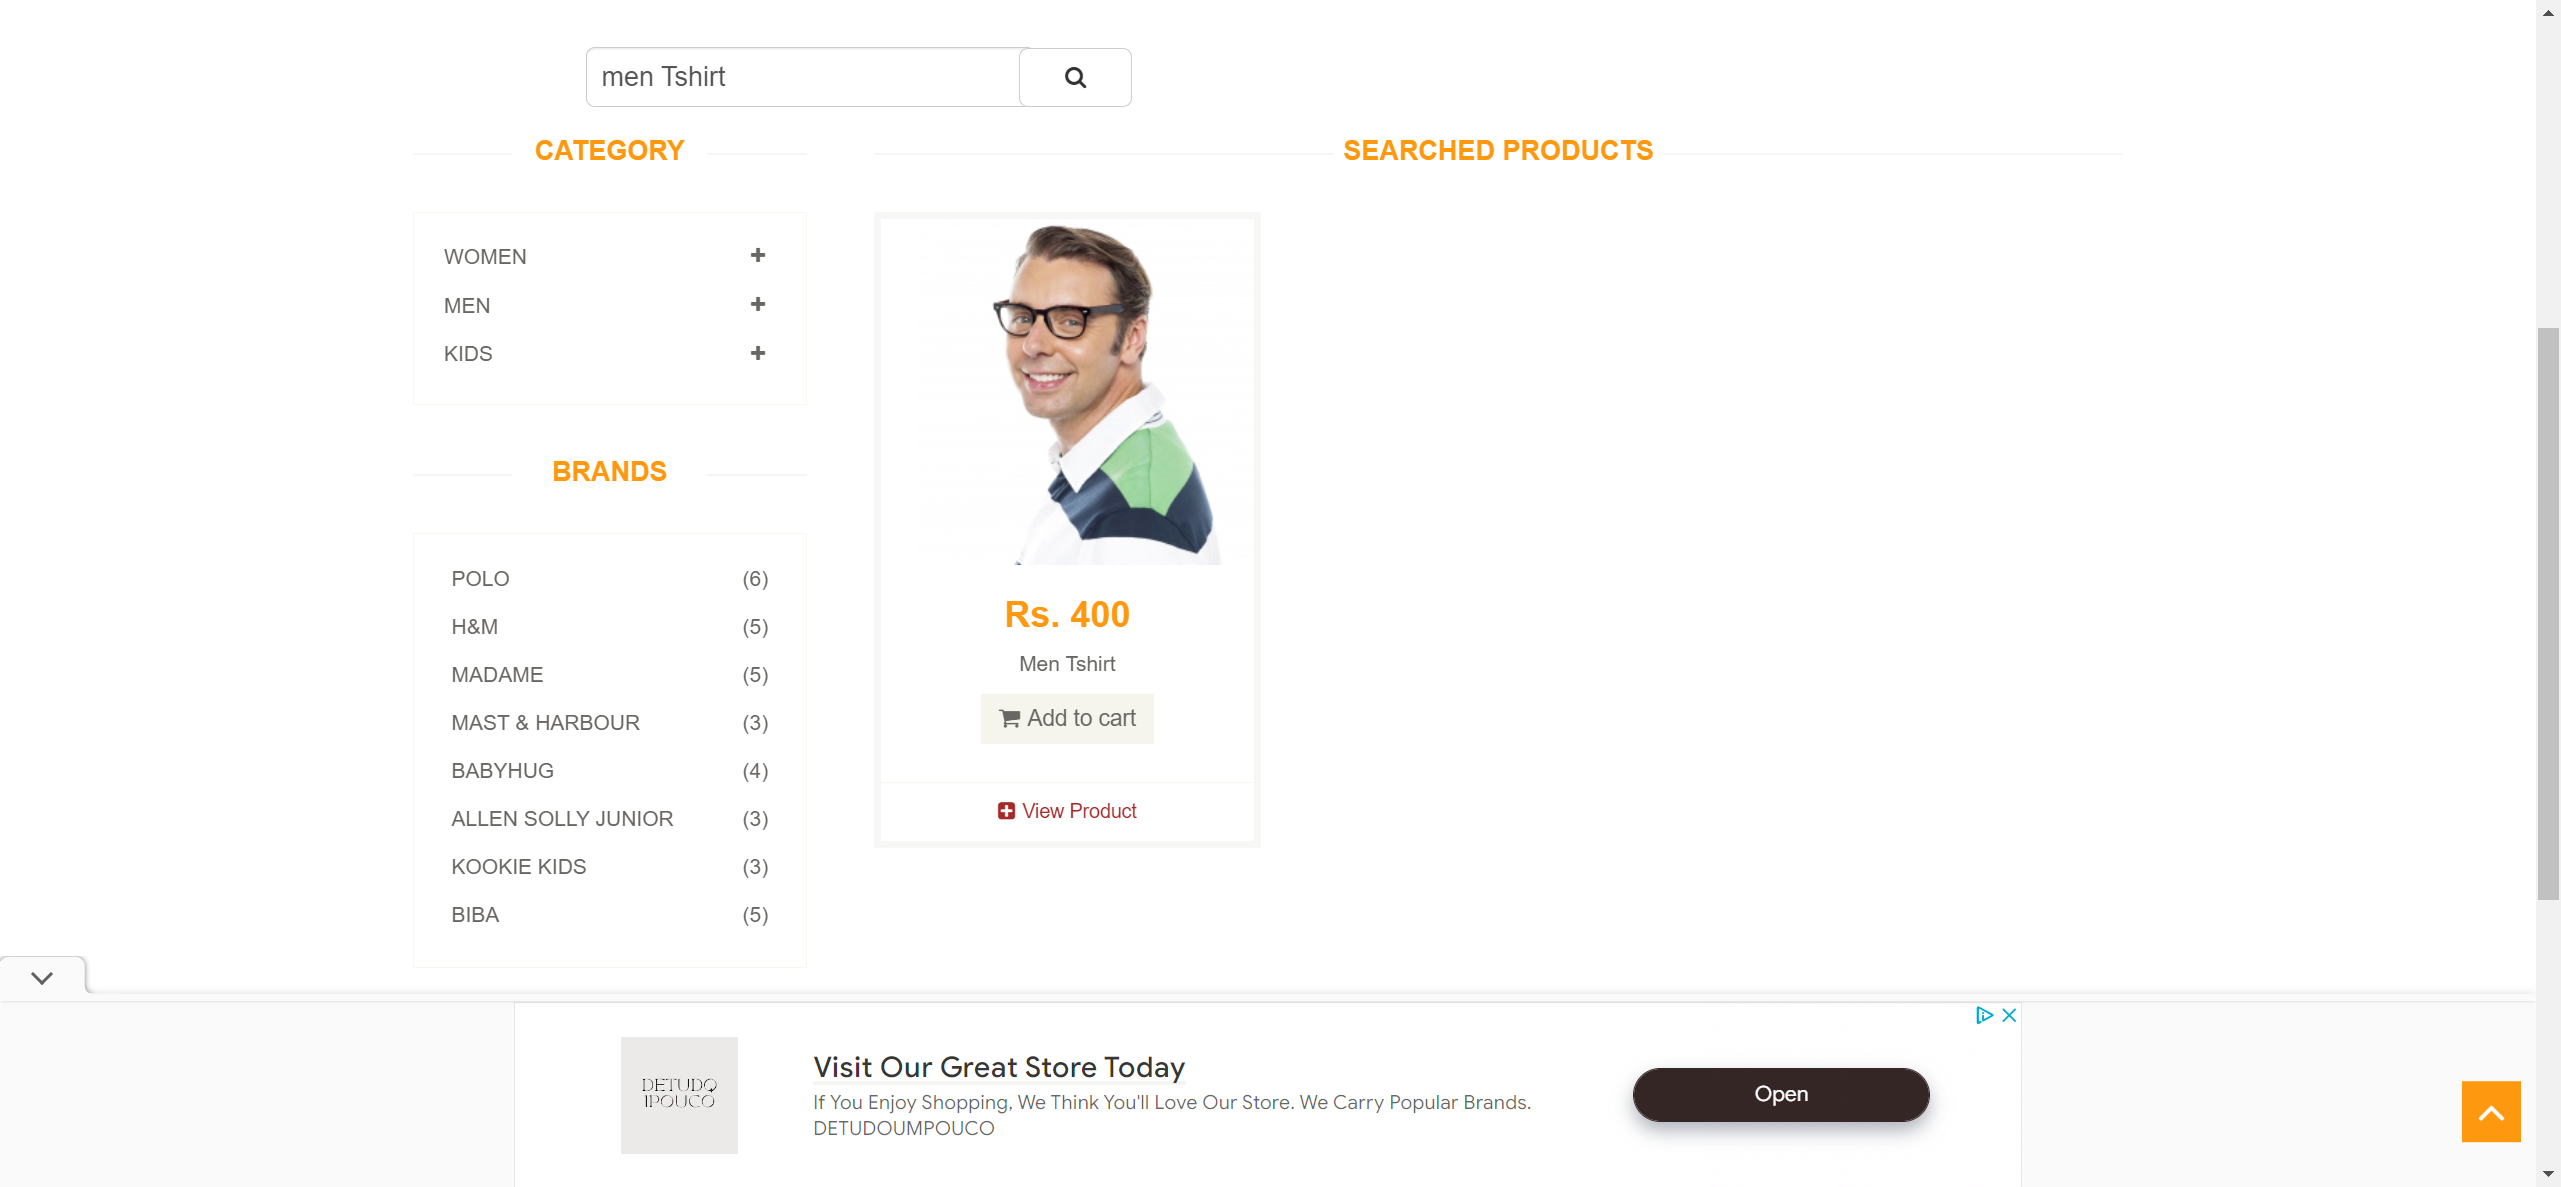 men Tshirt
CATEGORY
WOMEN
MEN
KIDS
BRANDS
POLO (6)
H&M (5)
MADAME (5)
MAST & HARBOUR (3)
BABYHUG (4)
ALLEN SOLLY JUNIOR (3)
KOOKIE KIDS (3)
BIBA (5)
SEARCHED PRODUCTS
Rs. 400
Men Tshirt
Add to cart
View Product
DETUDO
1POUCO
Visit Our Great Store Today
If You Enjoy Shopping, We Think You'll Love Our Store. We Carry Popular Brands.
DETUDOUMPOUCO
Open